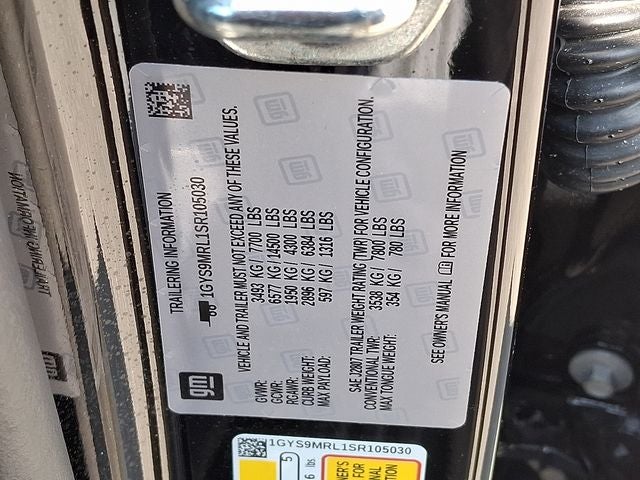 TRAILERING INFORMATION
gm
1GYS9MRL1SR105030
VEHICLE AND TRAILER MUST NOT EXCEED ANY OF THESE VALUES.
GVWR: 3493 KG / 7700 LBS
GCWR: 6577 KG / 14500 LBS
RGAWR: 1950 KG / 4300 LBS
CURB WEIGHT: 2896 KG / 6384 LBS
MAX PAYLOAD: 597 KG / 1316 LBS
SAE J2807 TRAILER WEIGHT RATING (TWR) FOR VEHICLE CONFIGURATION.
CONVENTIONAL TWR: 3538 KG / 7800 LBS
MAX TONGUE WEIGHT: 354 KG / 780 LBS
SEE OWNER'S MANUAL FOR MORE INFORMATION
1GYS9MRL1SR105030
5
6 lbs